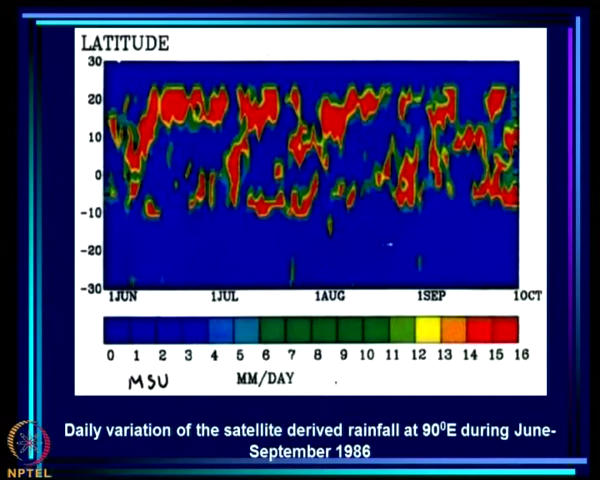 LATITUDE
30
20
10
0
-10
-20
-30
1JUN 1JUL 1AUG 1SEP 1OCT
0 1 2 3 4 5 6 7 8 9 10 11 12 13 14 15 16
MSU MM/DAY
Daily variation of the satellite derived rainfall at 90⁰E during June-
September 1986
NPTEL